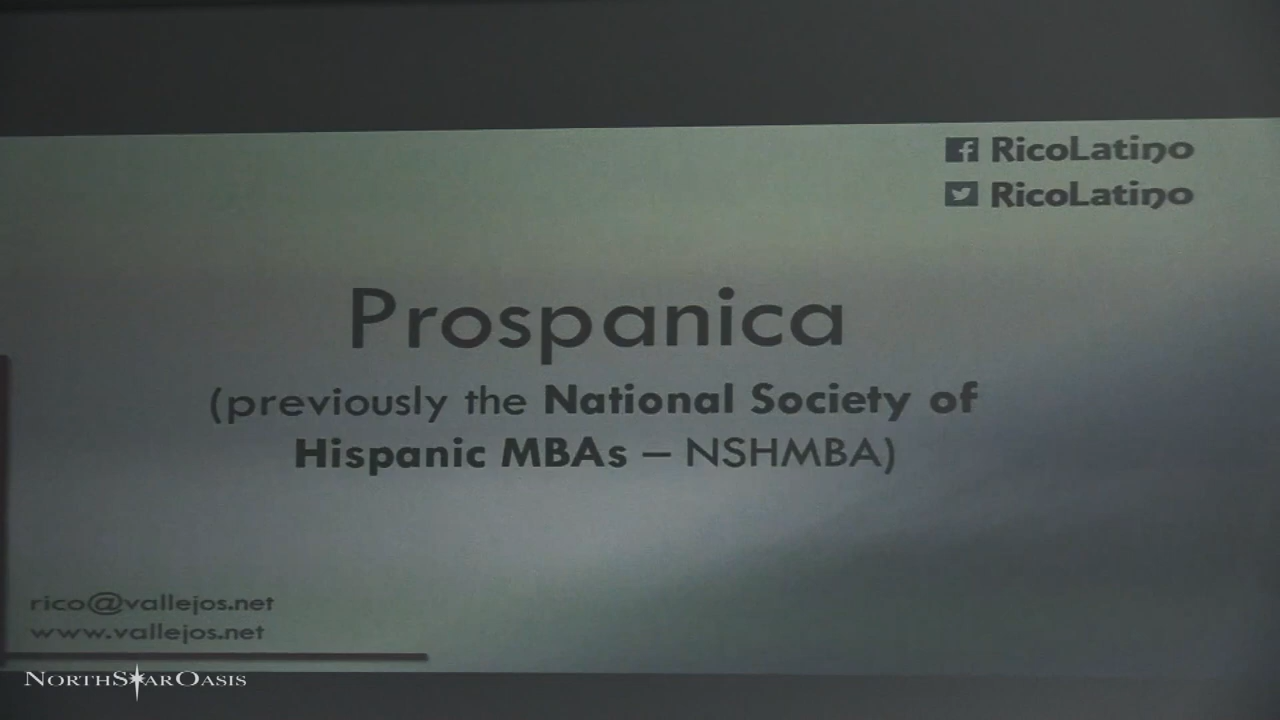 RicoLatino
RicoLatino
Prospanica
(previously the National Society of
Hispanic MBAs – NSHMBA)
rico@vallejos.net
www.vallejos.net
NORTHSTAROASIS